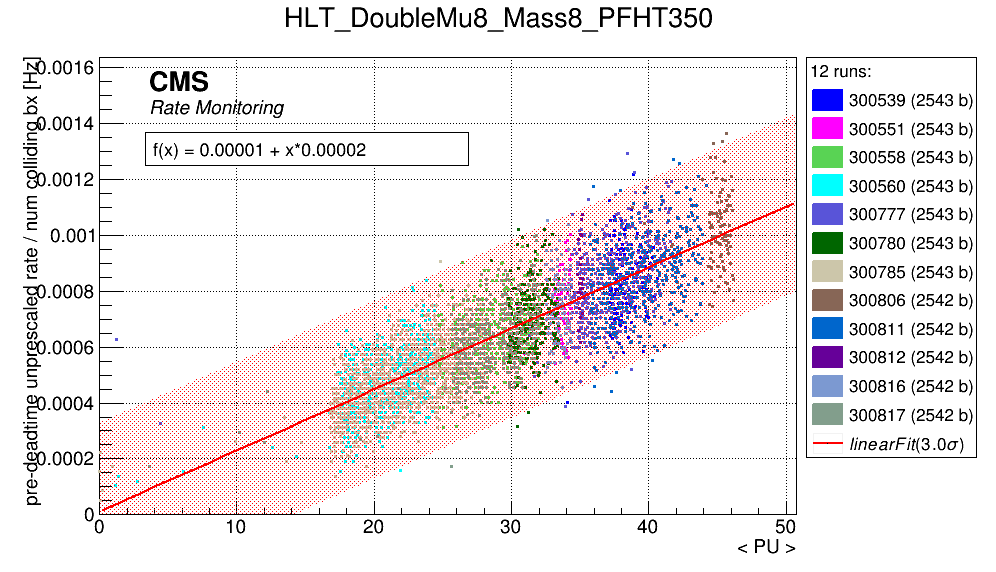 HLT_DoubleMu8_Mass8_PFHT350
pre-deadtime unprescaled rate / num colliding bx [Hz]
0.0016
0.0014
0.0012
0.001
0.0008
0.0006
0.0004
0.0002
0
CMS
Rate Monitoring
f(x) = 0.00001 + x*0.00002
0 10 20 30 40 50
< PU >
12 runs:
300539 (2543 b)
300551 (2543 b)
300558 (2543 b)
300560 (2543 b)
300777 (2543 b)
300780 (2543 b)
300785 (2543 b)
300806 (2542 b)
300811 (2542 b)
300812 (2542 b)
300816 (2542 b)
300817 (2542 b)
linearFit(3.0σ)